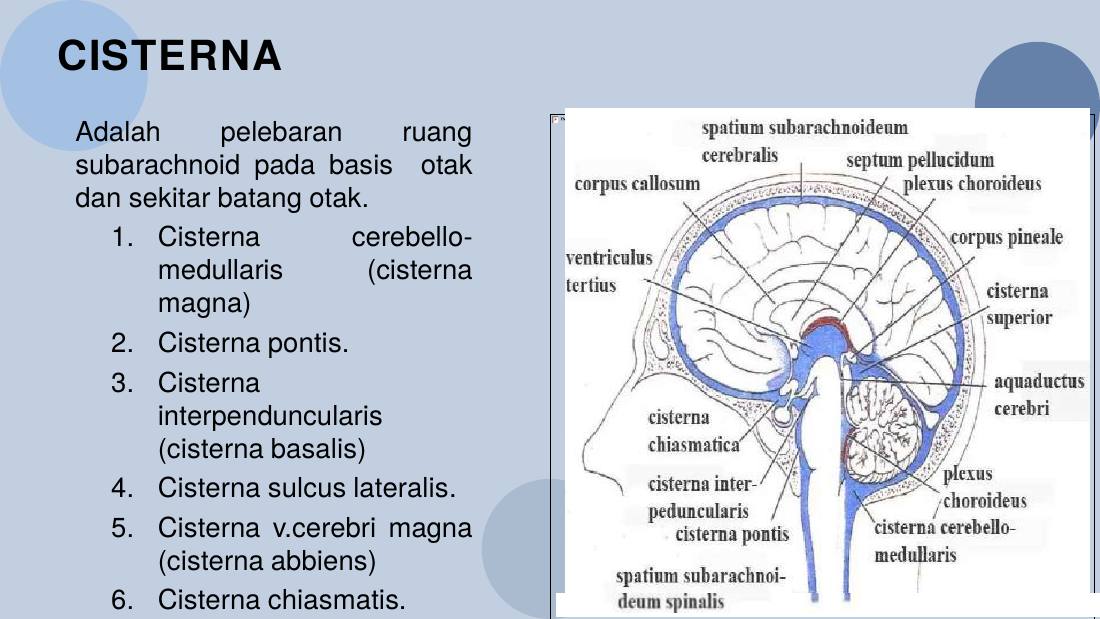 CISTERNA
Adalah pelebaran ruang
subarachnoid pada basis otak
dan sekitar batang otak.
1. Cisterna cerebello-
medullaris (cisterna
magna)
2. Cisterna pontis.
3. Cisterna
interpenduncularis
(cisterna basalis)
4. Cisterna sulcus lateralis.
5. Cisterna v.cerebri magna
(cisterna abbiens)
6. Cisterna chiasmatis.
spatium subarachnoideum
cerebralis
septum pellucidum
corpus callosum
plexus choroideus
corpus pineale
ventriculus
tertius
cisterna
superior
aquaductus
cerebri
cisterna
chiasmatica
plexus
choroideus
cisterna inter-
peduncularis
cisterna pontis
cisterna cerebello-
medullaris
spatium subarachnoi-
deum spinalis